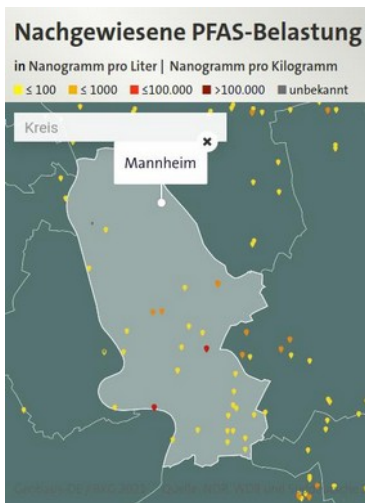 Nachgewiesene PFAS-Belastung
in Nanogramm pro Liter | Nanogramm pro Kilogramm
≤ 100 ≤ 1000 ≤100.000 >100.000 unbekannt
Kreis
Mannheim